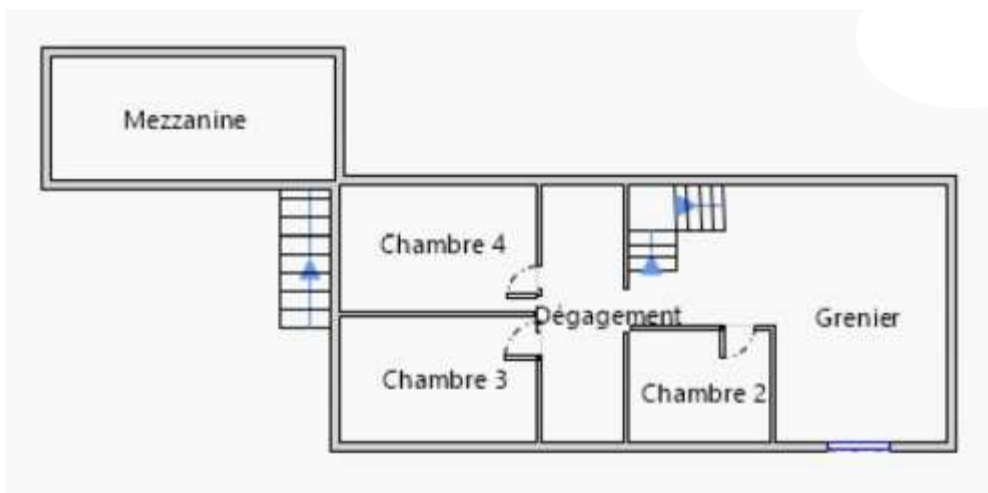 Mezzanine
Chambre 4
Dégagement
Grenier
Chambre 3
Chambre 2